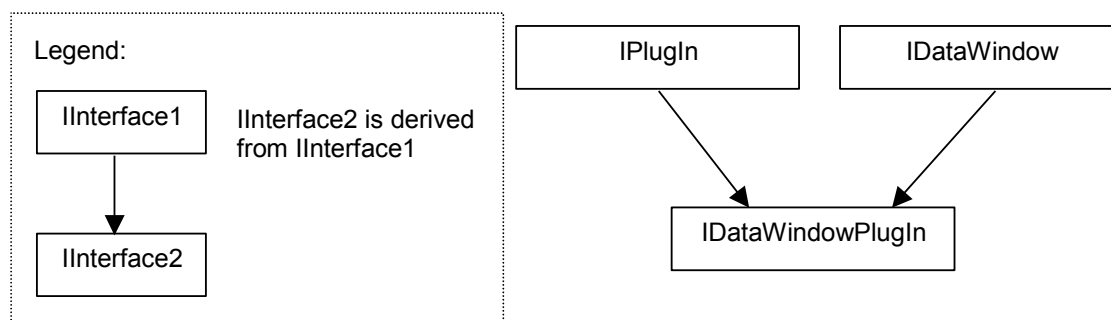 Legend:
IInterface1
IInterface2 is derived
from IInterface1
IInterface2
IPlugIn
IDataWindow
IDataWindowPlugIn